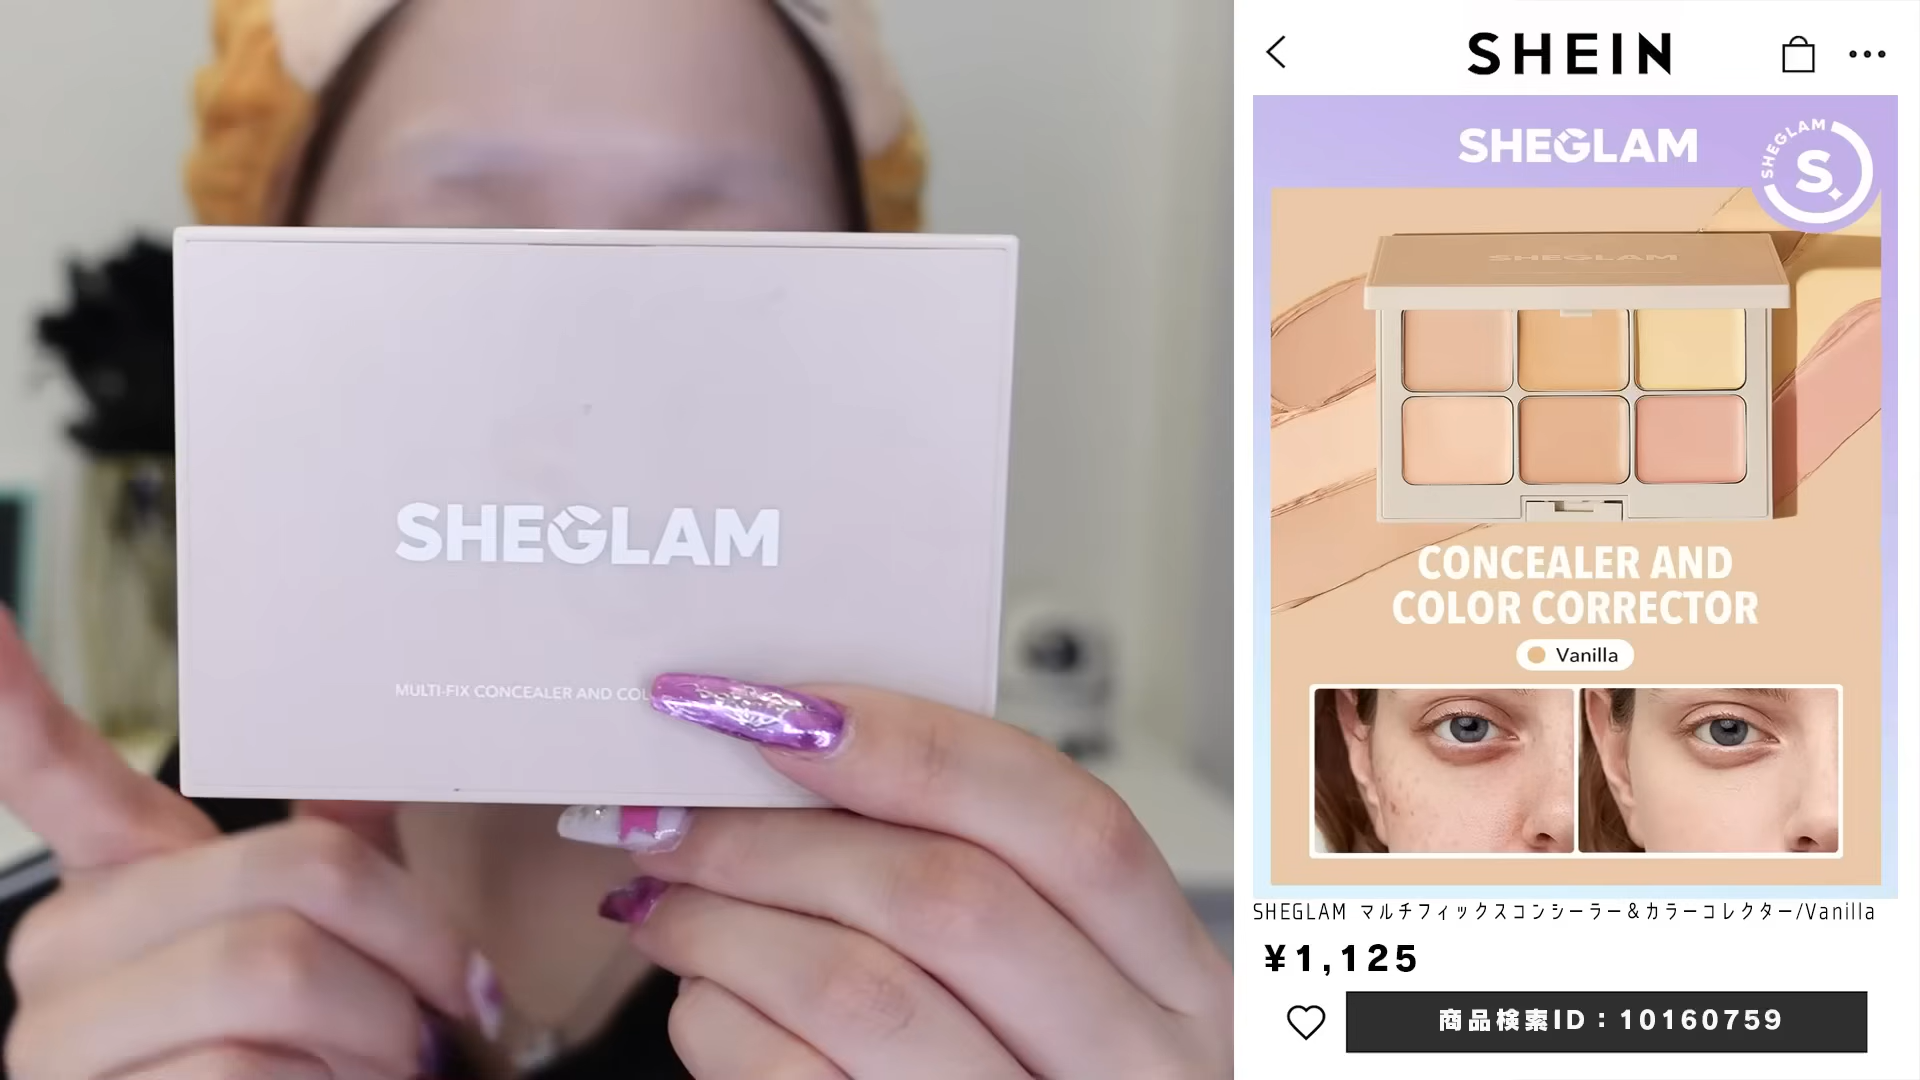 SHEGLAM
MULTI-FIX CONCEALER AND
SHEIN
SHEGLAM
SHEGLAM
S
SHEGLAM
CONCEALER AND
COLOR CORRECTOR
Vanilla
SHEGLAM マルチフィックスコンシーラー&カラーコレクター/Vanilla
¥1,125
商品検索ID:10160759